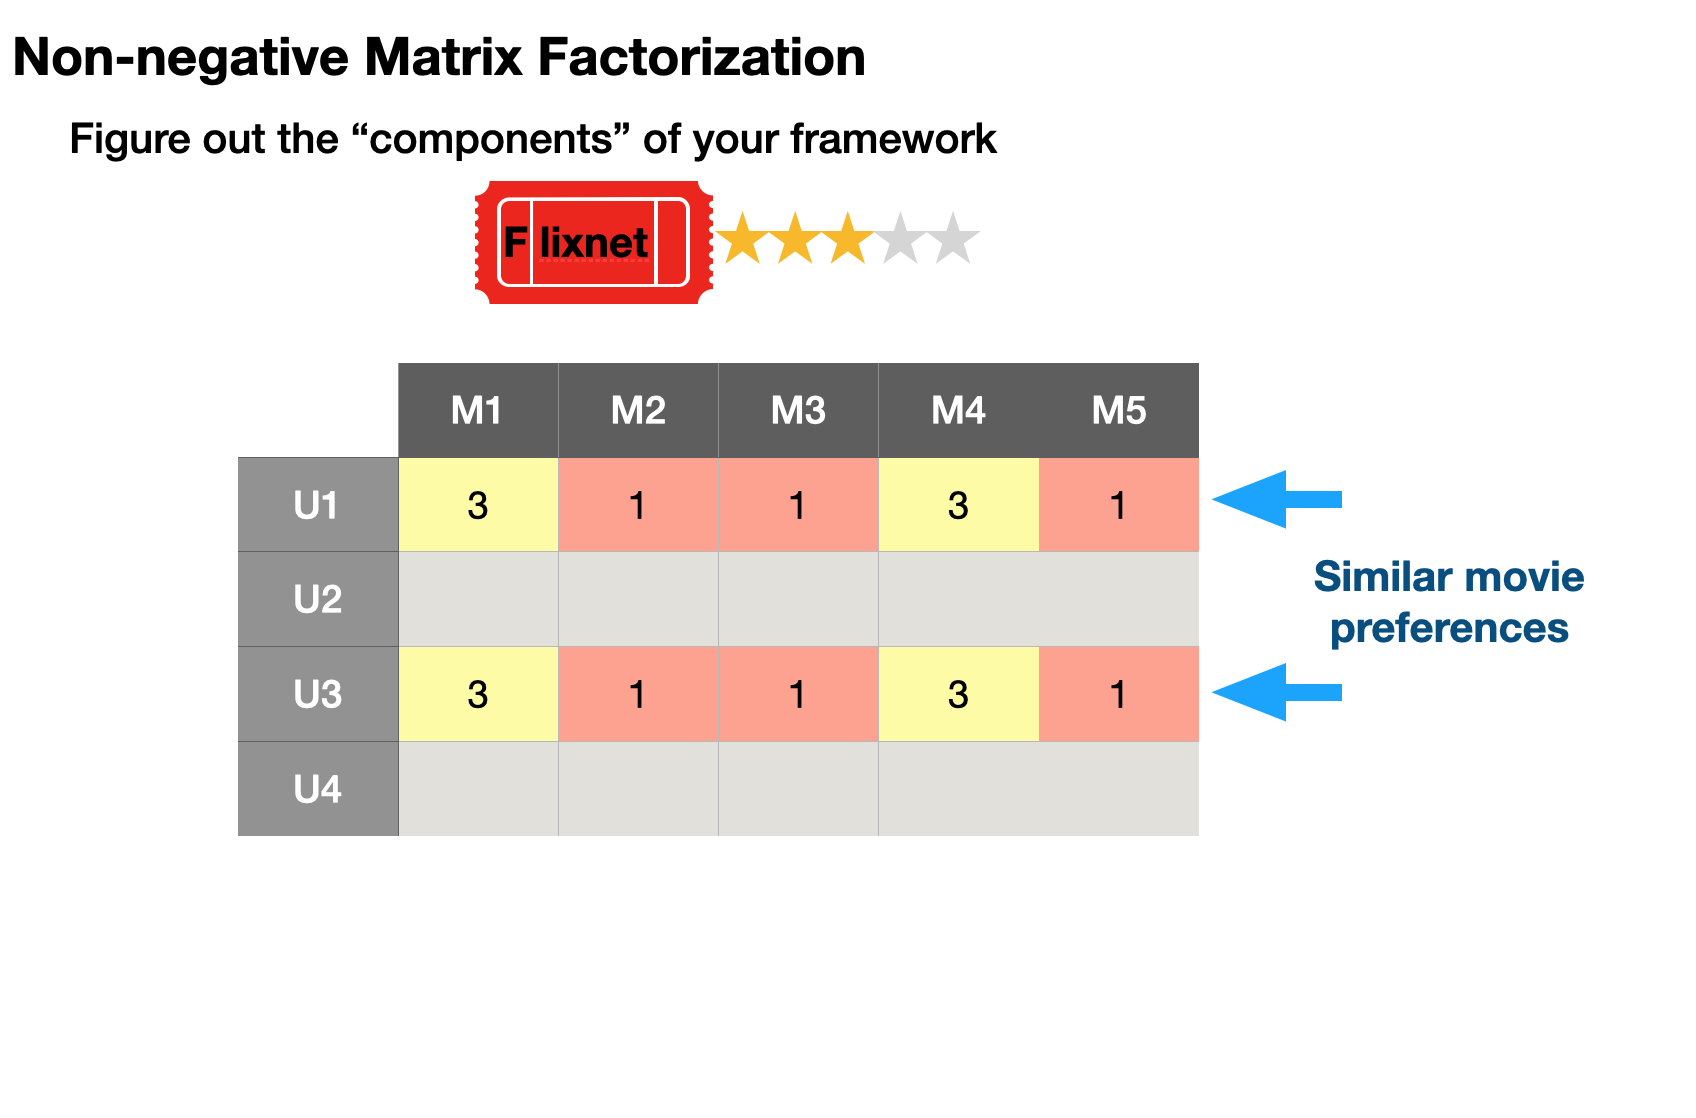 Non-negative Matrix Factorization
Figure out the “components” of your framework
F lixnet
M1 M2 M3 M4 M5
U1 3 1 1 3 1
U2
Similar movie
preferences
U3 3 1 1 3 1
U4